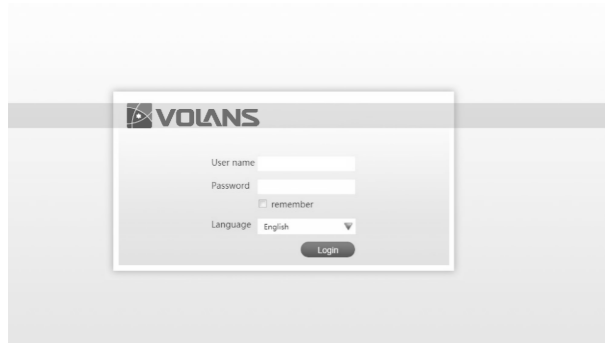 VOLANS
User name
Password
remember
Language English
Login